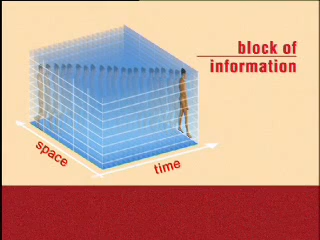 block of
information
space
time